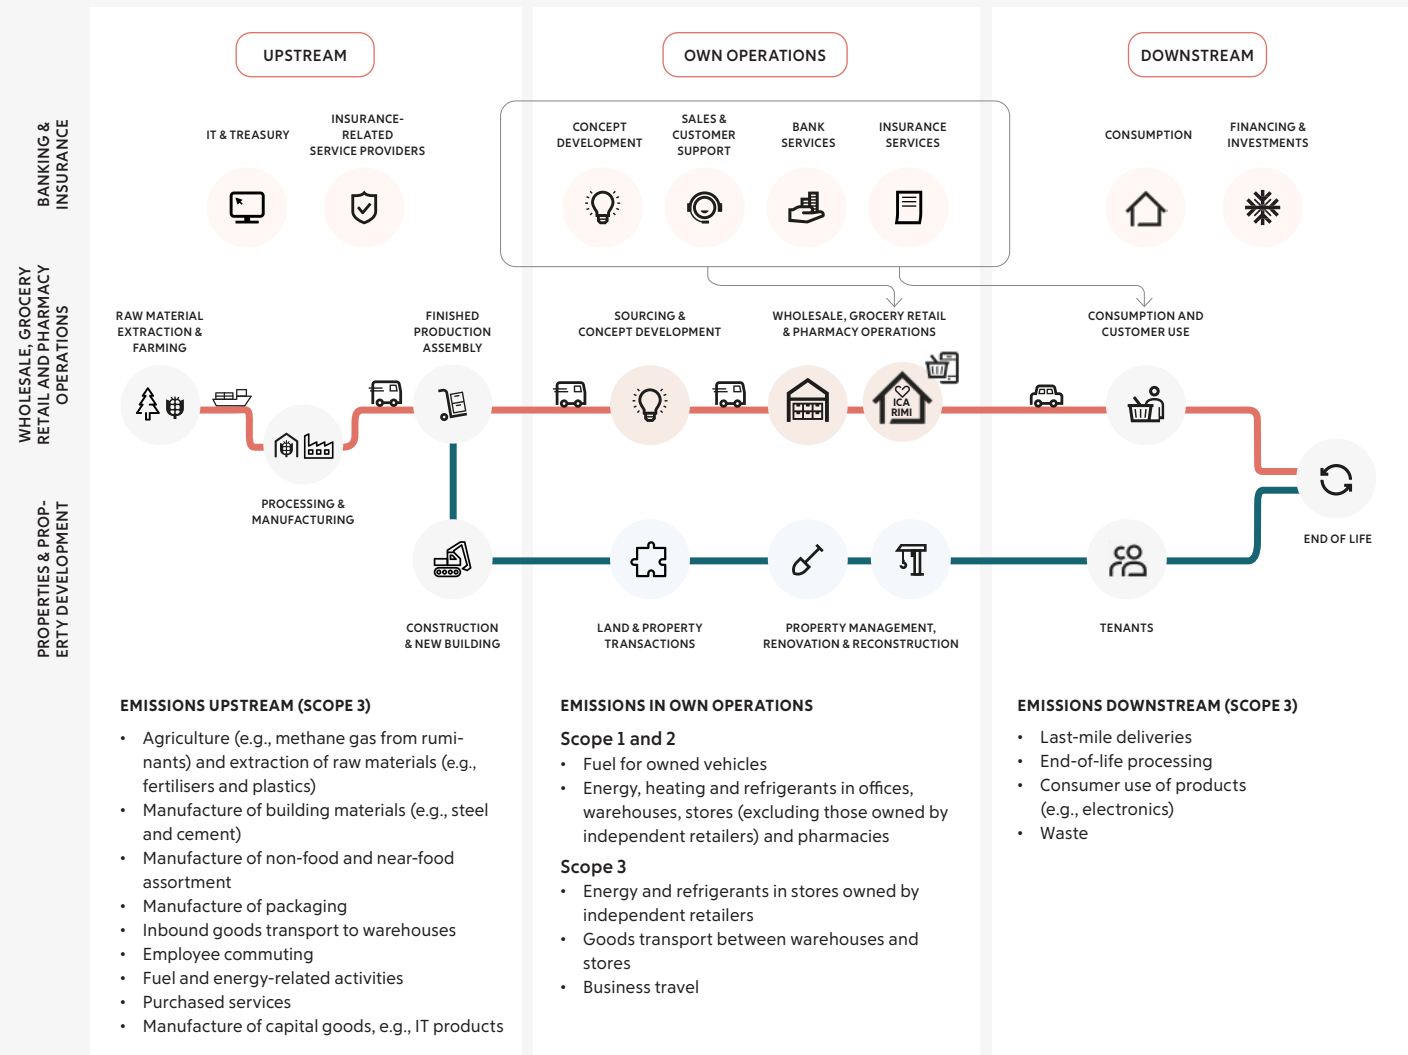 UPSTREAM
OWN OPERATIONS
DOWNSTREAM
BANKING &
INSURANCE
IT & TREASURY
INSURANCE-
RELATED
SERVICE PROVIDERS
CONCEPT
DEVELOPMENT
SALES &
CUSTOMER
SUPPORT
BANK
SERVICES
INSURANCE
SERVICES
CONSUMPTION
FINANCING &
INVESTMENTS
WHOLESALE, GROCERY
RETAIL AND PHARMACY
OPERATIONS
RAW MATERIAL
EXTRACTION &
FARMING
PROCESSING &
MANUFACTURING
FINISHED
PRODUCTION
ASSEMBLY
SOURCING &
CONCEPT DEVELOPMENT
WHOLESALE, GROCERY RETAIL
& PHARMACY OPERATIONS
ICA
RIMI
CONSUMPTION AND
CUSTOMER USE
END OF LIFE
PROPERTIES & PROP-
ERTY DEVELOPMENT
CONSTRUCTION
& NEW BUILDING
LAND & PROPERTY
TRANSACTIONS
PROPERTY MANAGEMENT,
RENOVATION & RECONSTRUCTION
TENANTS
EMISSIONS UPSTREAM (SCOPE 3)
• Agriculture (e.g., methane gas from rumi-
nants) and extraction of raw materials (e.g.,
fertilisers and plastics)
• Manufacture of building materials (e.g., steel
and cement)
• Manufacture of non-food and near-food
assortment
• Manufacture of packaging
• Inbound goods transport to warehouses
• Employee commuting
• Fuel and energy-related activities
• Purchased services
• Manufacture of capital goods, e.g., IT products
EMISSIONS IN OWN OPERATIONS
Scope 1 and 2
• Fuel for owned vehicles
• Energy, heating and refrigerants in offices,
warehouses, stores (excluding those owned by
independent retailers) and pharmacies
Scope 3
• Energy and refrigerants in stores owned by
independent retailers
• Goods transport between warehouses and
stores
• Business travel
EMISSIONS DOWNSTREAM (SCOPE 3)
• Last-mile deliveries
• End-of-life processing
• Consumer use of products
(e.g., electronics)
• Waste